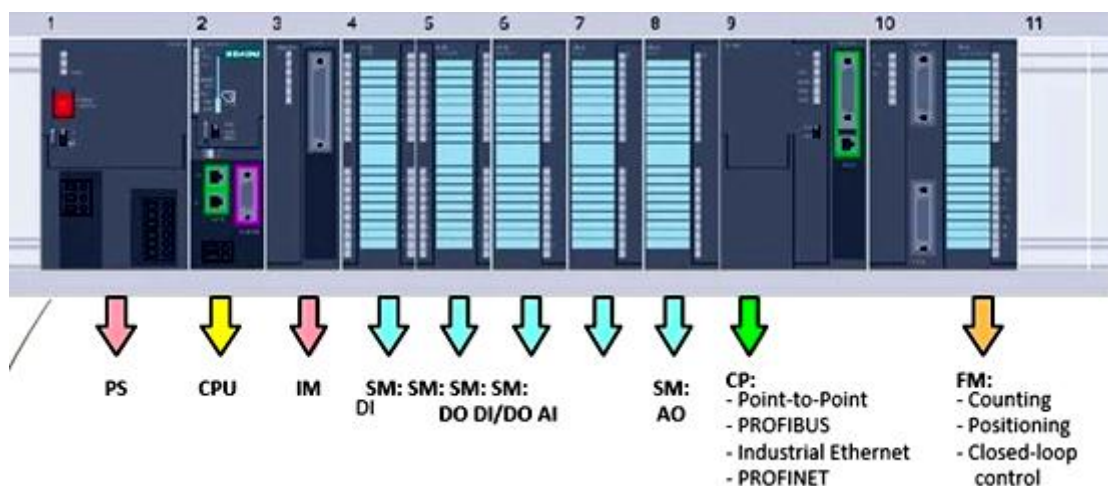 1 2 3 4 5 6 7 8 9 10 11
SIEMENS
PS CPU IM SM: SM: SM: SM: SM: CP: FM:
DI DO DI/DO AI AO
- Point-to-Point - Counting
- PROFIBUS - Positioning
- Industrial Ethernet - Closed-loop
- PROFINET control